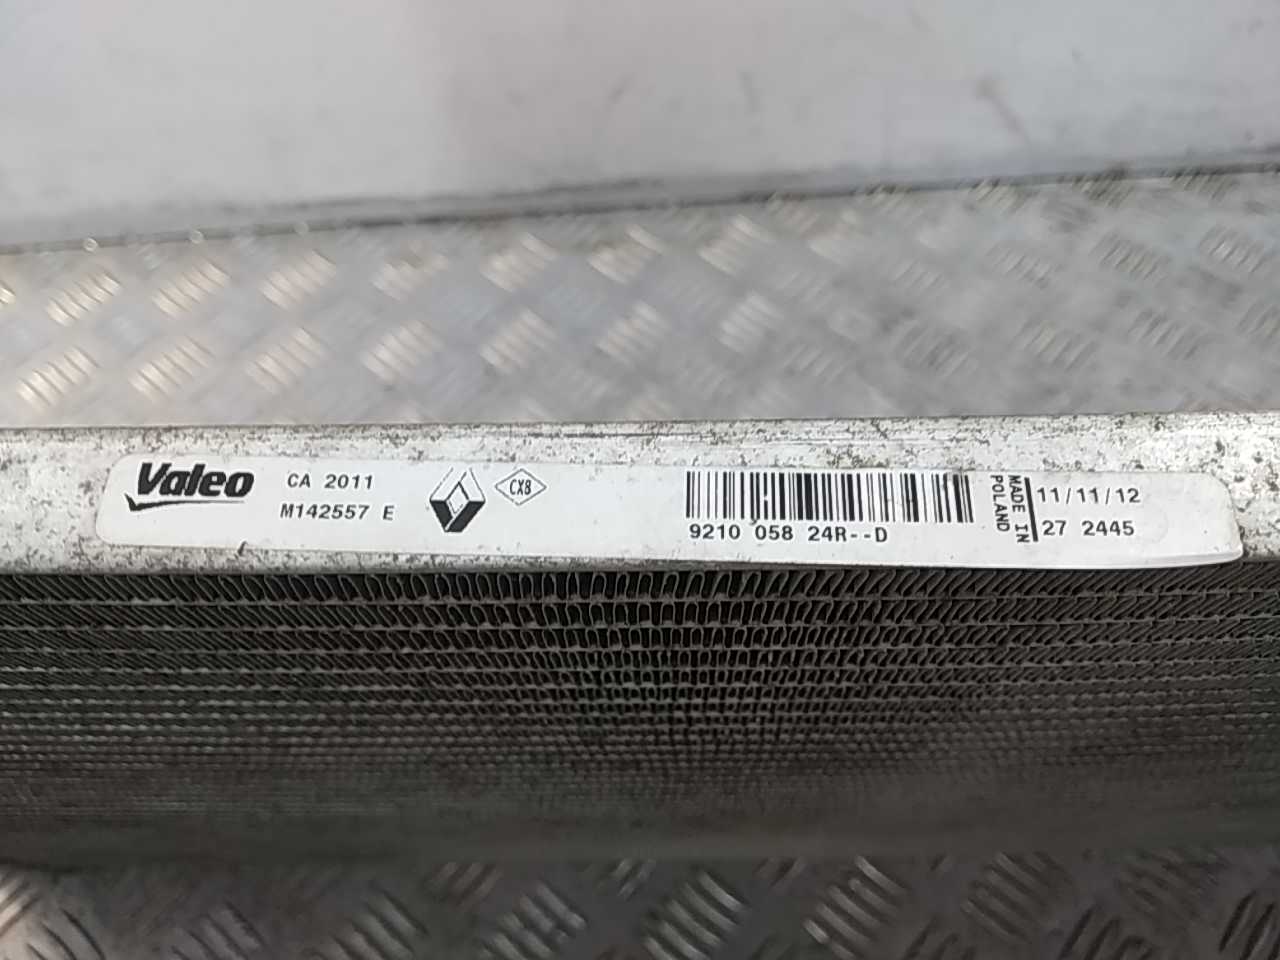 Valeo
CA 2011
M142557 E
CX8
9210 058 24R--D
MADE IN
POLAND
11/11/12
27 2445